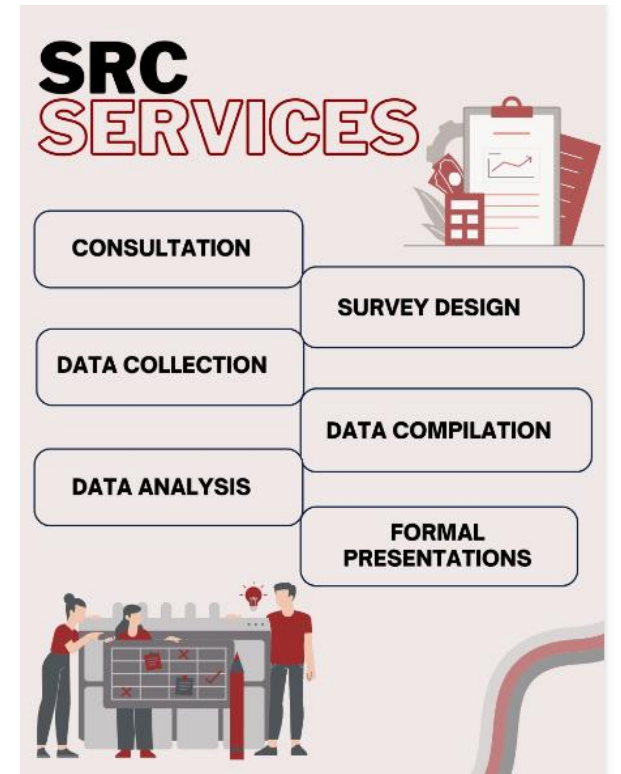 SRC
SERVICES
CONSULTATION
SURVEY DESIGN
DATA COLLECTION
DATA COMPILATION
DATA ANALYSIS
FORMAL
PRESENTATIONS